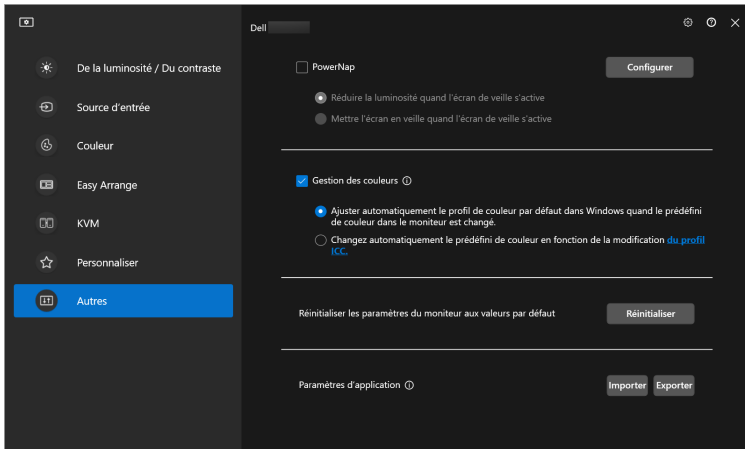 Dell
De la luminosité / Du contraste
Source d'entrée
Couleur
Easy Arrange
KVM
Personnaliser
Autres
PowerNap
Configurer
Réduire la luminosité quand l'écran de veille s'active
Mettre l'écran en veille quand l'écran de veille s'active
Gestion des couleurs
Ajuster automatiquement le profil de couleur par défaut dans Windows quand le prédéfini
de couleur dans le moniteur est changé.
Changez automatiquement le prédéfini de couleur en fonction de la modification du profil
ICC.
Réinitialiser les paramètres du moniteur aux valeurs par défaut
Réinitialiser
Paramètres d'application
Importer Exporter